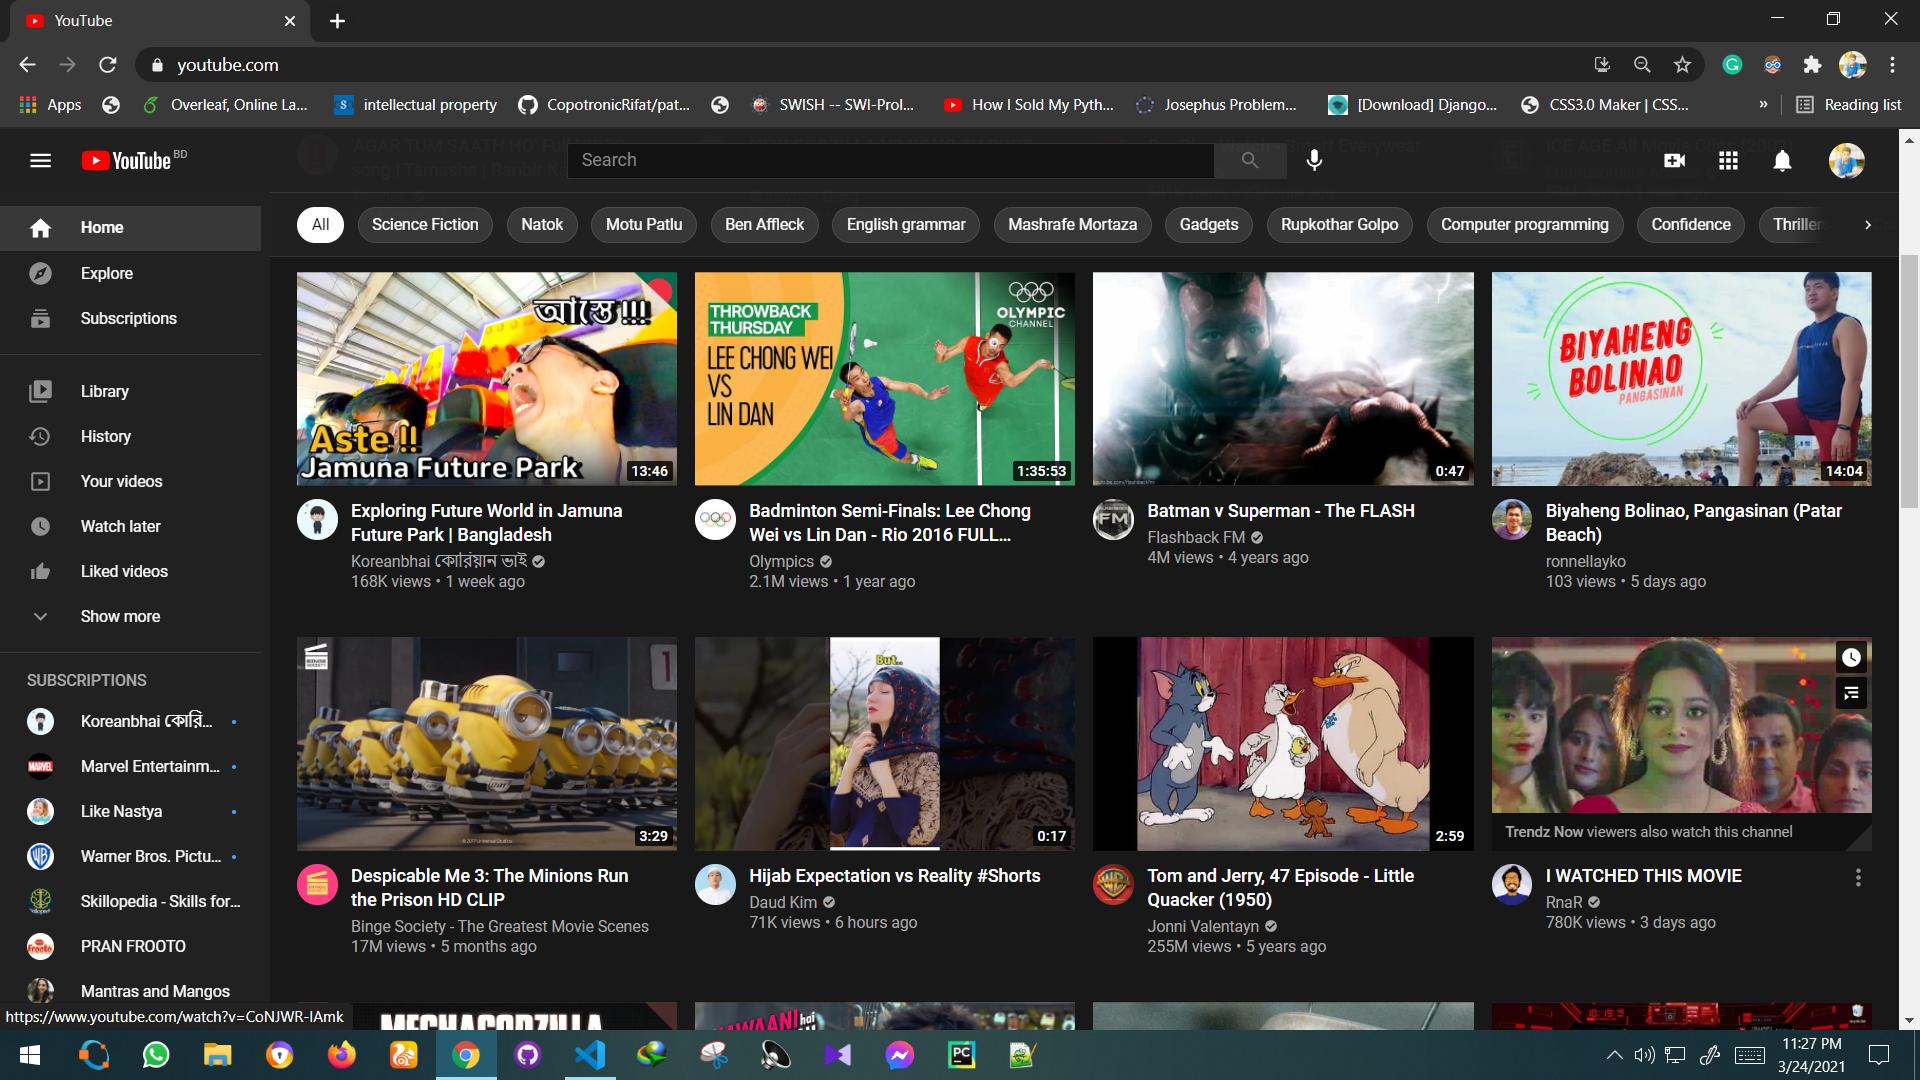 YouTube
youtube.com
Apps
Overleaf, Online La...
intellectual property
CopotronicRifat/pat...
SWISH -- SWI-Prol...
How I Sold My Pyth...
Josephus Problem...
[Download] Django...
CSS3.0 Maker | CSS...
»
Reading list
YouTube BD
Search
Home
Explore
Subscriptions
Library
History
Your videos
Watch later
Liked videos
Show more
SUBSCRIPTIONS
Koreanbhai কোরি...
Marvel Entertainm...
Like Nastya
Warner Bros. Pictu...
Skillopedia - Skills for...
PRAN FROOTO
Mantras and Mangos
https://www.youtube.com/watch?v=CoNJWR-IAmk
All
Science Fiction
Natok
Motu Patlu
Ben Affleck
English grammar
Mashrafe Mortaza
Gadgets
Rupkothar Golpo
Computer programming
Confidence
Thriller
আস্তে !!!
Aste !!
Jamuna Future Park
13:46
Exploring Future World in Jamuna
Future Park | Bangladesh
Koreanbhai কোরিয়ান ভাই
168K views • 1 week ago
THROWBACK
THURSDAY
LEE CHONG WEI
VS
LIN DAN
OLYMPIC
CHANNEL
1:35:53
Badminton Semi-Finals: Lee Chong
Wei vs Lin Dan - Rio 2016 FULL...
Olympics
2.1M views • 1 year ago
0:47
FM
Batman v Superman - The FLASH
Flashback FM
4M views • 4 years ago
BIYAHENG
BOLINAO
PANGASINAN
14:04
Biyaheng Bolinao, Pangasinan (Patar
Beach)
ronnellayko
103 views • 5 days ago
3:29
Despicable Me 3: The Minions Run
the Prison HD CLIP
Binge Society - The Greatest Movie Scenes
17M views • 5 months ago
But..
0:17
Hijab Expectation vs Reality #Shorts
Daud Kim
71K views • 6 hours ago
2:59
Tom and Jerry, 47 Episode - Little
Quacker (1950)
Jonni Valentayn
255M views • 5 years ago
Trendz Now viewers also watch this channel
I WATCHED THIS MOVIE
RnaR
780K views • 3 days ago
MECHAGODZILLA
11:27 PM
3/24/2021